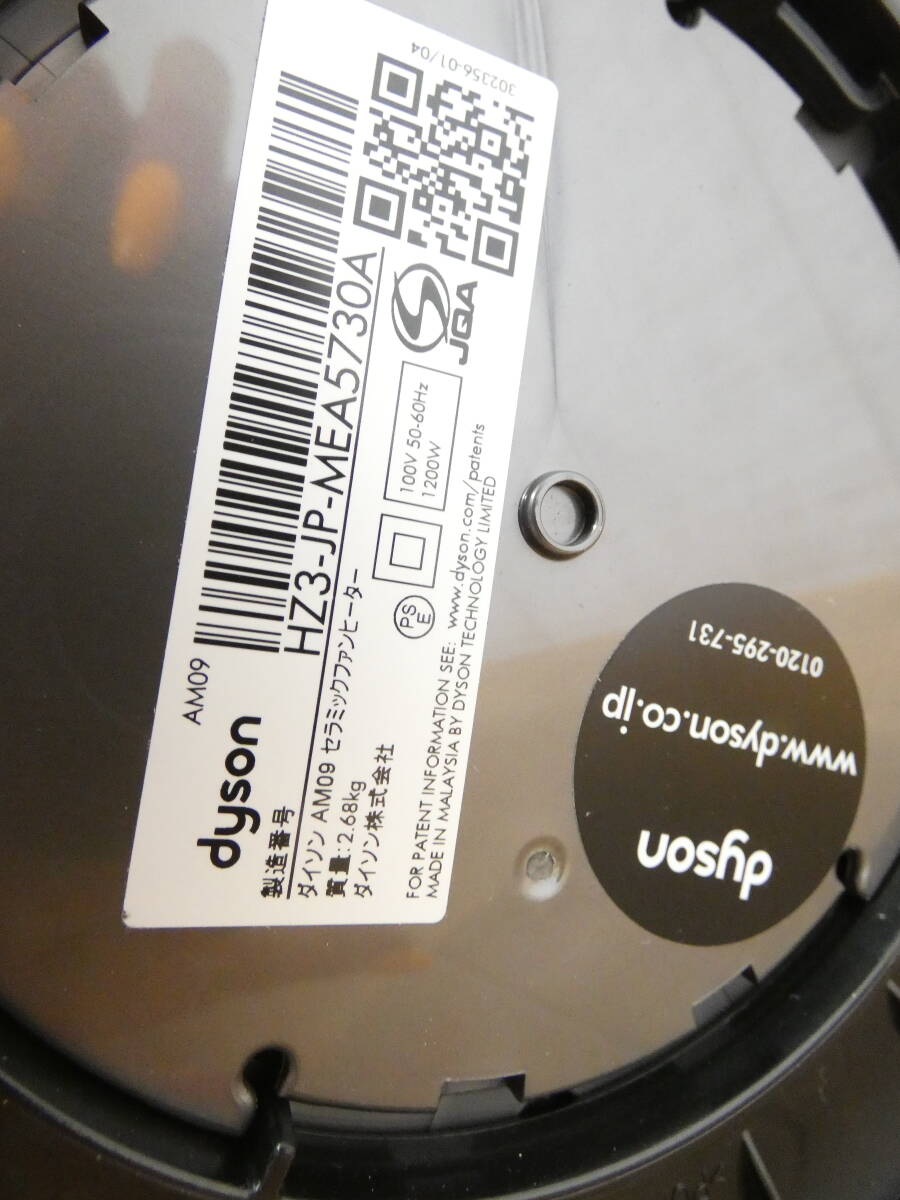 AM09
dyson
製造番号
HZ3-JP-MEA5730A
ダイソン AM09 セラミックファンヒーター
質量:2.68kg
ダイソン株式会社
PS
E
100V 50-60Hz
1200W
S
JQA
302356-01/04
FOR PATENT INFORMATION SEE: www.dyson.com/patents
MADE IN MALAYSIA BY DYSON TECHNOLOGY LIMITED
dyson
www.dyson.co.jp
0120-295-731